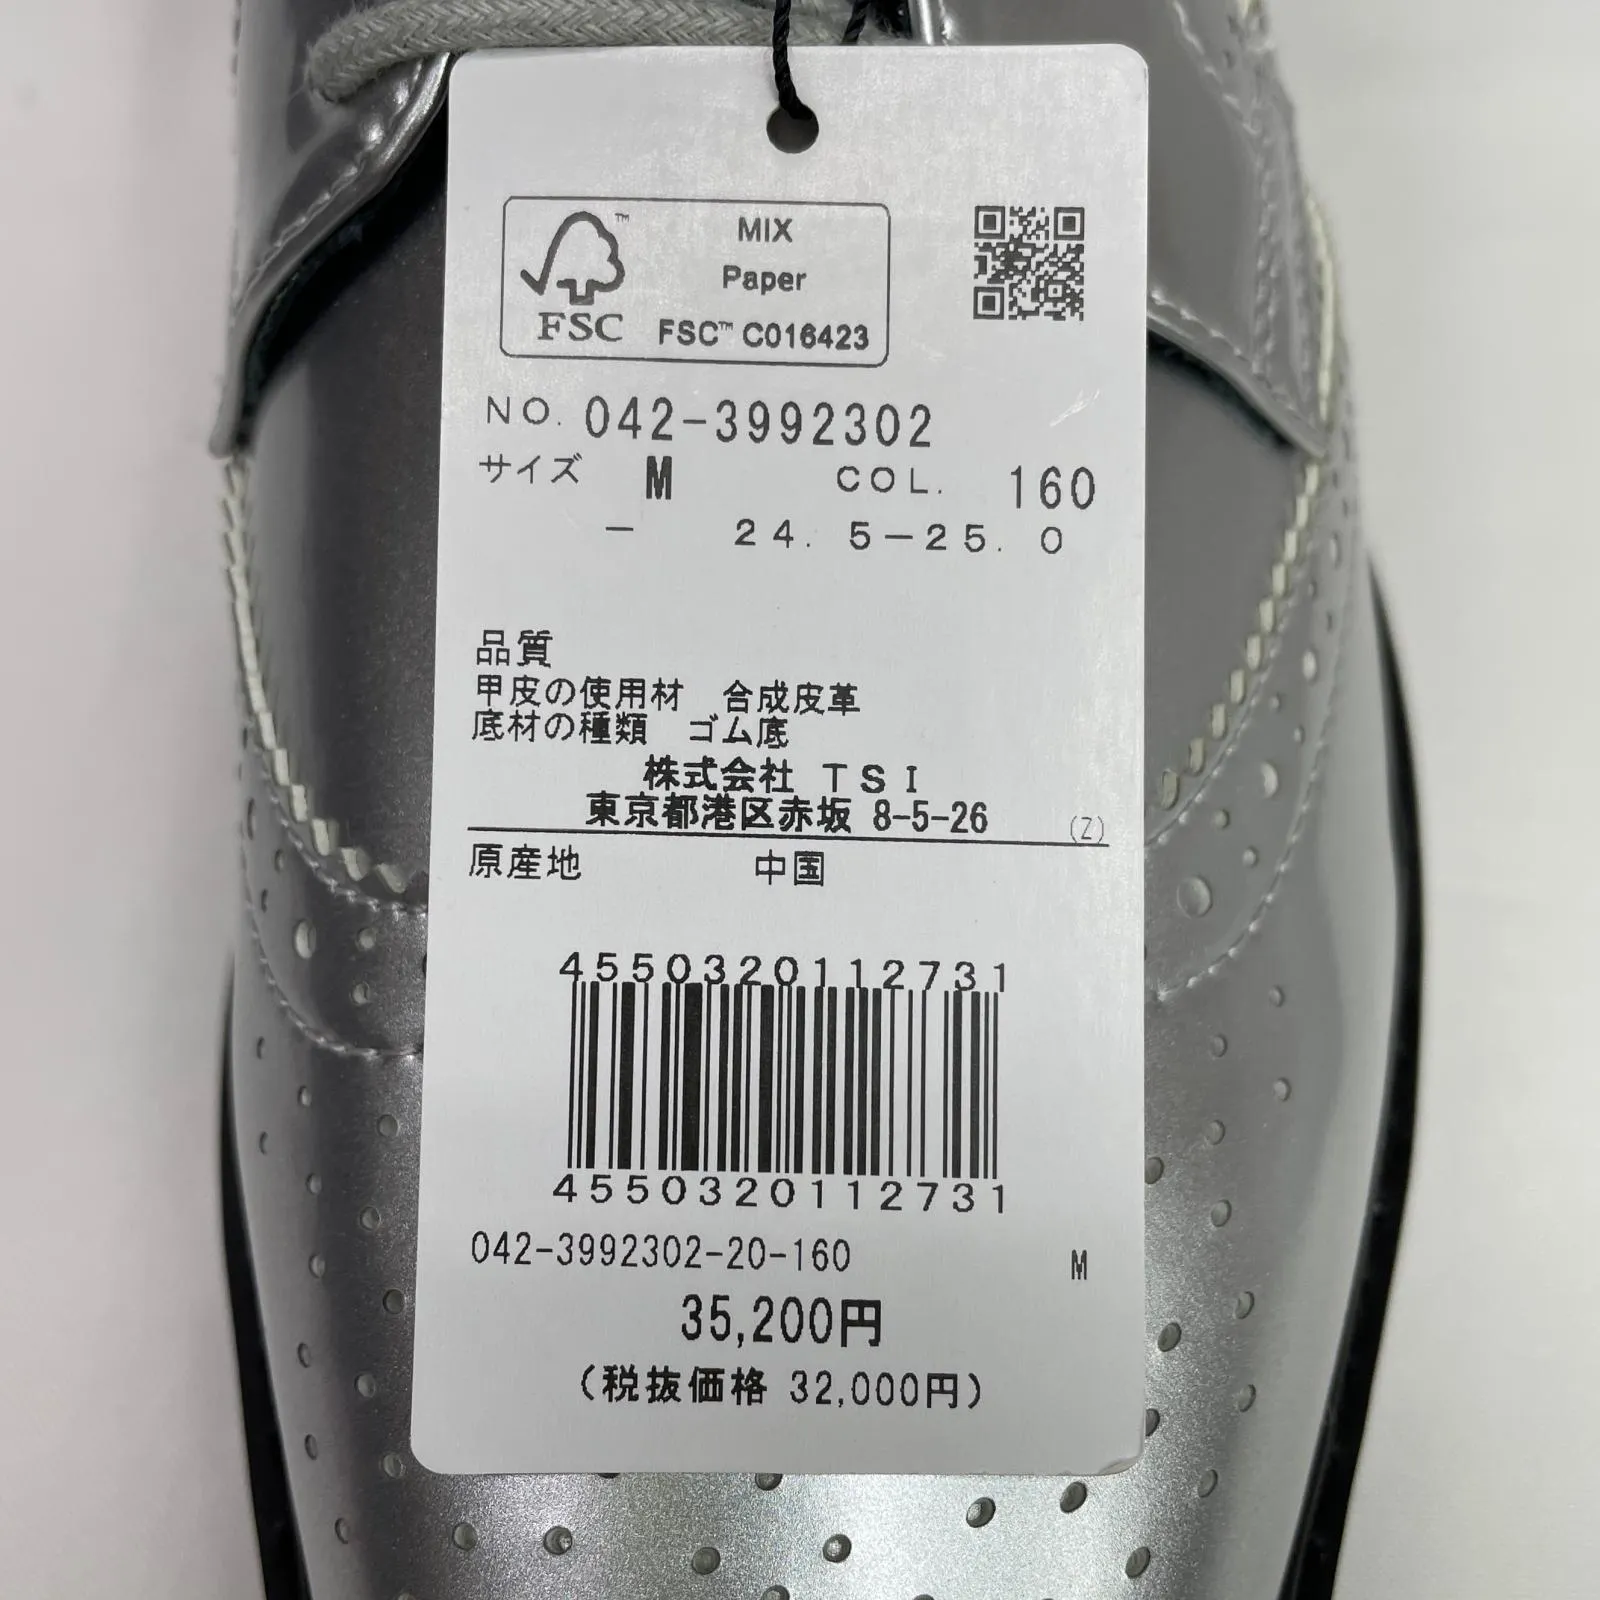 MIX
Paper
FSC™ C016423
FSC™
NO. 042-3992302
サイズ M COL. 160
－ 24.5－25.0
品質
甲皮の使用材 合成皮革
底材の種類 ゴム底
株式会社 TSI
東京都港区赤坂 8-5-26 (Z)
原産地 中国
4550320112731
4550320112731
042-3992302-20-160 M
35,200円
(税抜価格 32,000円)